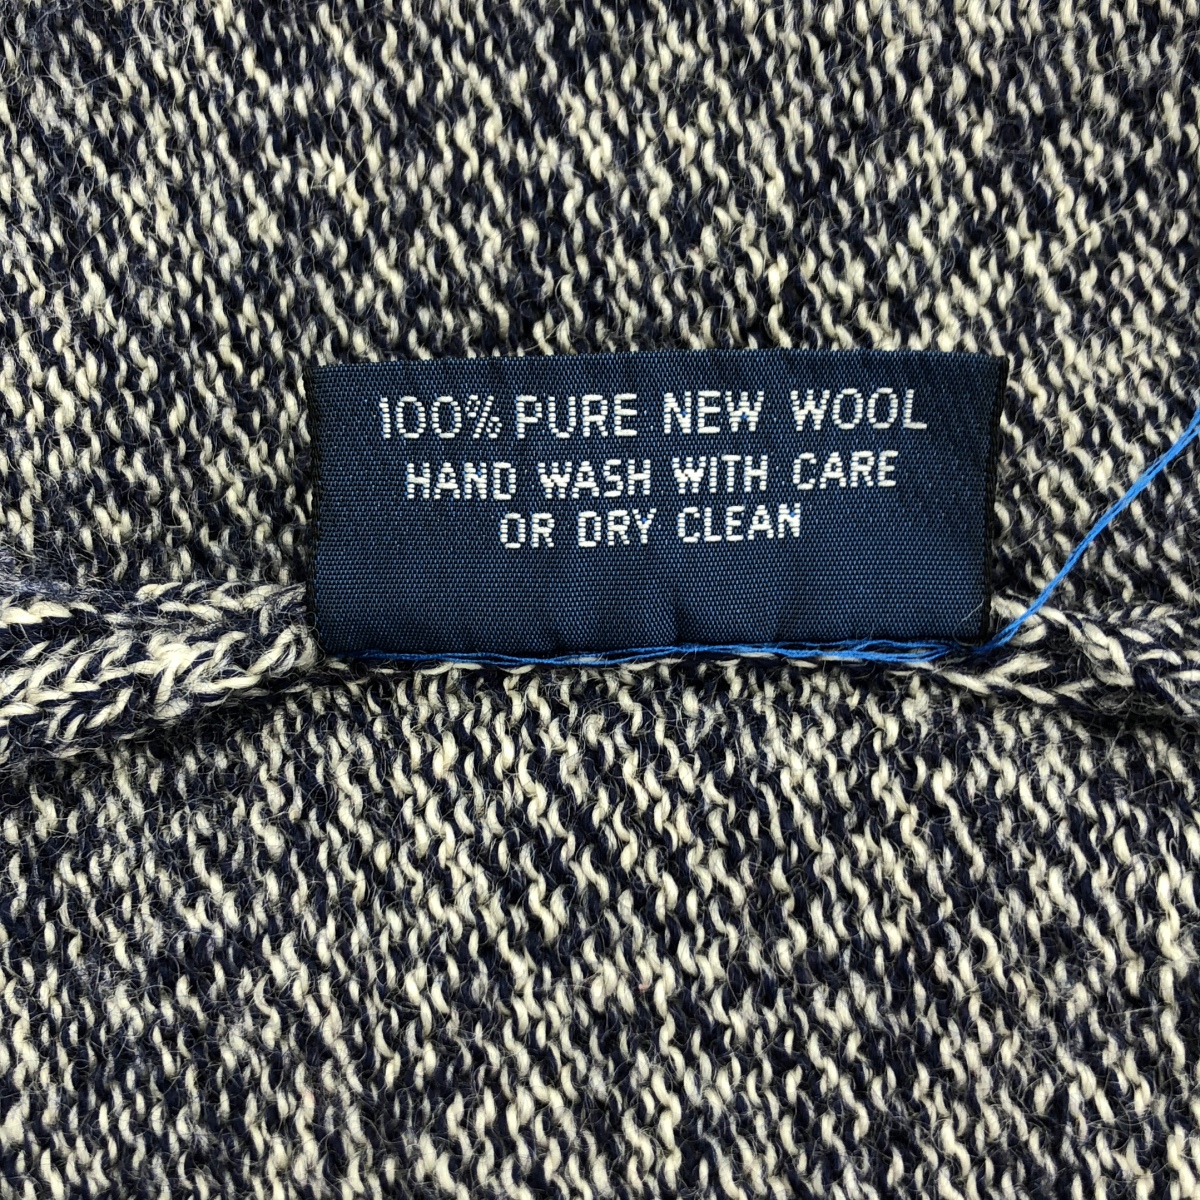 100% PURE NEW WOOL
HAND WASH WITH CARE
OR DRY CLEAN